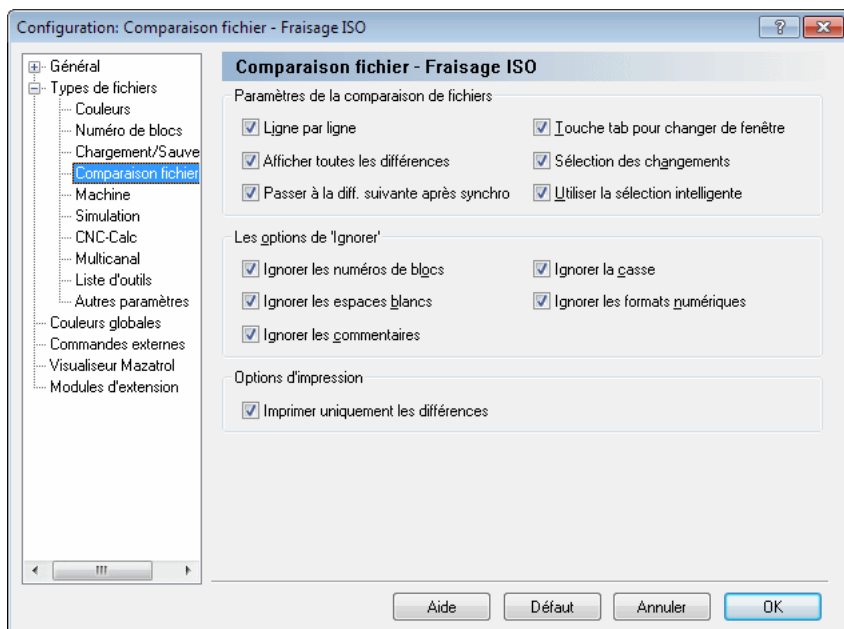 Configuration: Comparaison fichier - Fraisage ISO
Général
Types de fichiers
Couleurs
Numéro de blocs
Chargement/Sauve
Comparaison fichier
Machine
Simulation
CNC-Calc
Multicanal
Liste d'outils
Autres paramètres
Couleurs globales
Commandes externes
Visualiseur Mazatrol
Modules d'extension
Comparaison fichier - Fraisage ISO
Paramètres de la comparaison de fichiers
Ligne par ligne
Touche tab pour changer de fenêtre
Afficher toutes les différences
Sélection des changements
Passer à la diff. suivante après synchro
Utiliser la sélection intelligente
Les options de 'Ignorer'
Ignorer les numéros de blocs
Ignorer la casse
Ignorer les espaces blancs
Ignorer les formats numériques
Ignorer les commentaires
Options d'impression
Imprimer uniquement les différences
Aide
Défaut
Annuler
OK